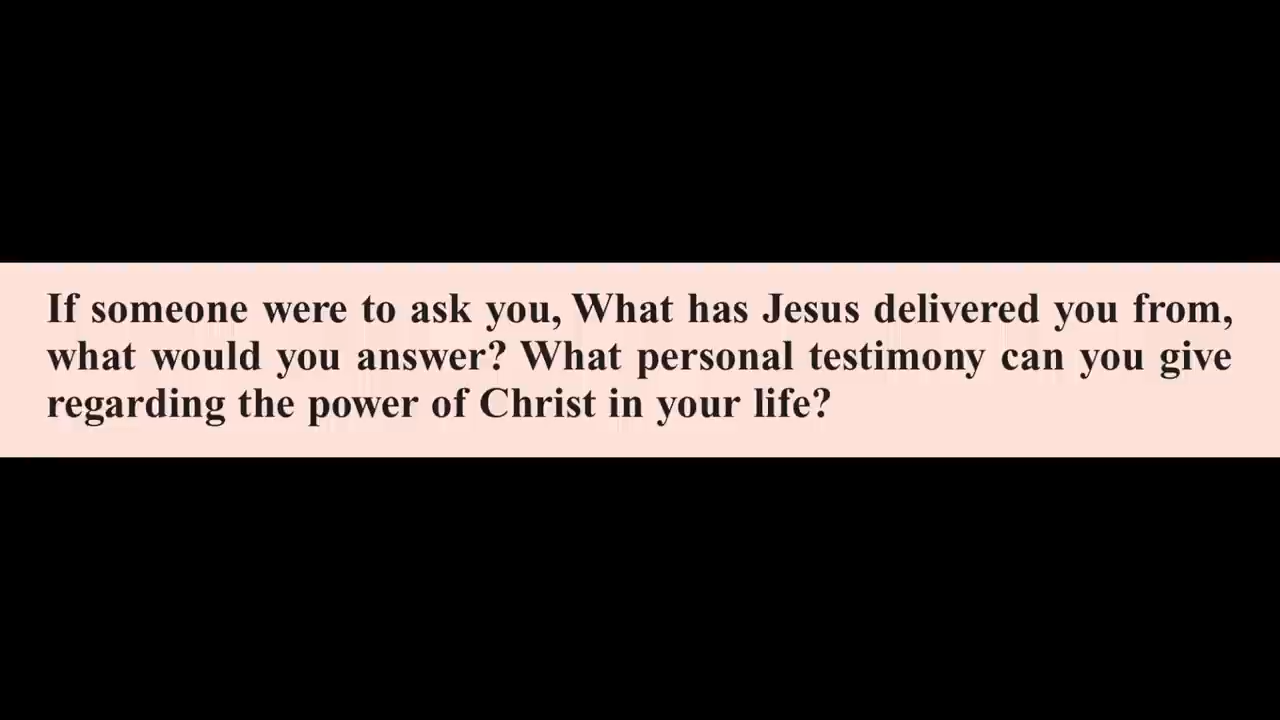 If someone were to ask you, What has Jesus delivered you from,
what would you answer? What personal testimony can you give
regarding the power of Christ in your life?